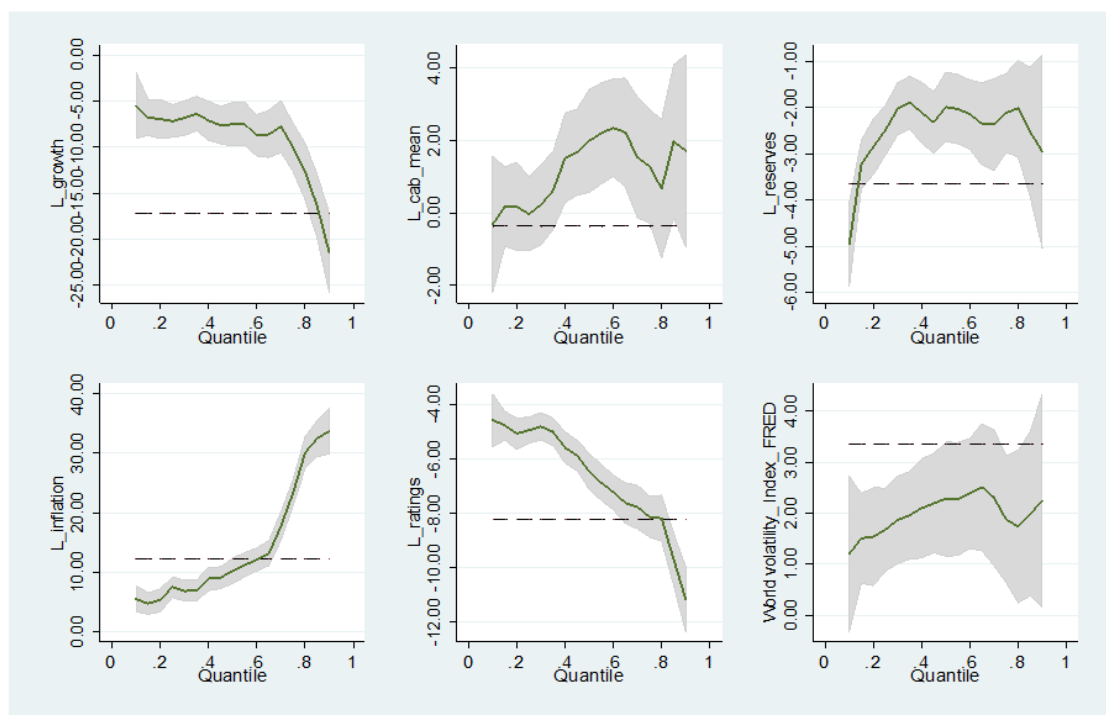 L_growth
0.00
-5.00
-10.00
-15.00
-20.00
-25.00
0 .2 .4 .6 .8 1
Quantile
L_cab_mean
4.00
2.00
0.00
-2.00
0 .2 .4 .6 .8 1
Quantile
L_reserves
-1.00
-2.00
-3.00
-4.00
-5.00
-6.00
0 .2 .4 .6 .8 1
Quantile
L_inflation
40.00
30.00
20.00
10.00
0.00
0 .2 .4 .6 .8 1
Quantile
L_ratings
-4.00
-6.00
-8.00
-10.00
-12.00
0 .2 .4 .6 .8 1
Quantile
World volatility_ Index_ FRED
4.00
3.00
2.00
1.00
0.00
0 .2 .4 .6 .8 1
Quantile